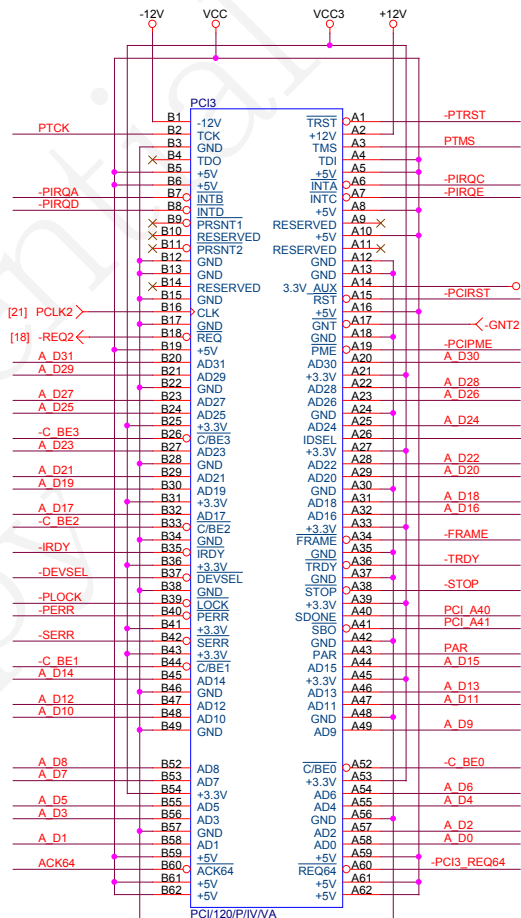 -12V VCC VCC3 +12V
PCI3
B1 -12V TRST A1 -PTRST
PTCK B2 TCK +12V A2
B3 GND TMS A3 PTMS
B4 TDO TDI A4
B5 +5V +5V A5
B6 +5V INTA A6 -PIRQC
-PIRQA B7 INTB INTC A7 -PIRQE
-PIRQD B8 INTD +5V A8
B9 PRSNT1 RESERVED A9
B10 RESERVED +5V A10
B11 PRSNT2 RESERVED A11
B12 GND GND A12
B13 GND GND A13
B14 RESERVED 3.3V_AUX A14
B15 GND RST A15 -PCIRST
[21] PCLK2 B16 CLK +5V A16
B17 GND GNT A17 -GNT2
[18] -REQ2 B18 REQ GND A18
B19 +5V PME A19 -PCIPME
A_D31 B20 AD31 AD30 A20 A_D30
A_D29 B21 AD29 +3.3V A21
B22 GND AD28 A22 A_D28
A_D27 B23 AD27 AD26 A23 A_D26
A_D25 B24 AD25 GND A24
B25 +3.3V AD24 A25 A_D24
-C_BE3 B26 C/BE3 IDSEL A26
A_D23 B27 AD23 +3.3V A27
B28 GND AD22 A28 A_D22
A_D21 B29 AD21 AD20 A29 A_D20
A_D19 B30 AD19 GND A30
B31 +3.3V AD18 A31 A_D18
A_D17 B32 AD17 AD16 A32 A_D16
-C_BE2 B33 C/BE2 +3.3V A33
B34 GND FRAME A34 -FRAME
-IRDY B35 IRDY GND A35
B36 +3.3V TRDY A36 -TRDY
-DEVSEL B37 DEVSEL GND A37
B38 GND STOP A38 -STOP
-PLOCK B39 LOCK +3.3V A39
-PERR B40 PERR SDONE A40 PCI_A40
B41 +3.3V SBO A41 PCI_A41
-SERR B42 SERR GND A42
B43 +3.3V PAR A43 PAR
-C_BE1 B44 C/BE1 AD15 A44 A_D15
A_D14 B45 AD14 +3.3V A45
B46 GND AD13 A46 A_D13
A_D12 B47 AD12 AD11 A47 A_D11
A_D10 B48 AD10 GND A48
B49 GND AD9 A49 A_D9
A_D8 B52 AD8 C/BE0 A52 -C_BE0
A_D7 B53 AD7 +3.3V A53
B54 +3.3V AD6 A54 A_D6
A_D5 B55 AD5 AD4 A55 A_D4
A_D3 B56 AD3 GND A56
B57 GND AD2 A57 A_D2
A_D1 B58 AD1 AD0 A58 A_D0
B59 +5V +5V A59
ACK64 B60 ACK64 REQ64 A60 -PCI3_REQ64
B61 +5V +5V A61
B62 +5V +5V A62
PCI/120/P/IV/VA
ential
py